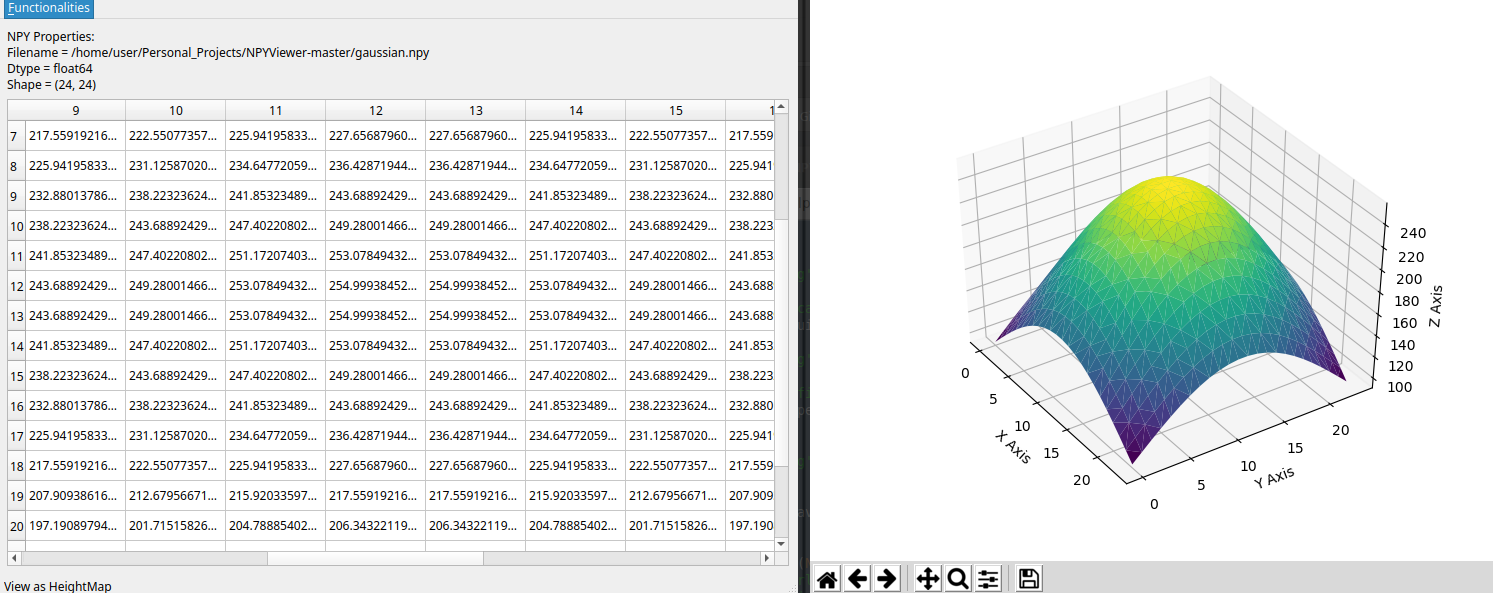 Functionalities
NPY Properties:
Filename = /home/user/Personal_Projects/NPYViewer-master/gaussian.npy
Dtype = float64
Shape = (24, 24)
9 10 11 12 13 14 15
7 217.55919216... 222.55077357... 225.94195833... 227.65687960... 227.65687960... 225.94195833... 222.55077357... 217.559
8 225.94195833... 231.12587020... 234.64772059... 236.42871944... 236.42871944... 234.64772059... 231.12587020... 225.941
9 232.88013786... 238.22323624... 241.85323489... 243.68892429... 243.68892429... 241.85323489... 238.22323624... 232.880
10 238.22323624... 243.68892429... 247.40220802... 249.28001466... 249.28001466... 247.40220802... 243.68892429... 238.223
11 241.85323489... 247.40220802... 251.17207403... 253.07849432... 253.07849432... 251.17207403... 247.40220802... 241.853
12 243.68892429... 249.28001466... 253.07849432... 254.99938452... 254.99938452... 253.07849432... 249.28001466... 243.688
13 243.68892429... 249.28001466... 253.07849432... 254.99938452... 254.99938452... 253.07849432... 249.28001466... 243.688
14 241.85323489... 247.40220802... 251.17207403... 253.07849432... 253.07849432... 251.17207403... 247.40220802... 241.853
15 238.22323624... 243.68892429... 247.40220802... 249.28001466... 249.28001466... 247.40220802... 243.68892429... 238.223
16 232.88013786... 238.22323624... 241.85323489... 243.68892429... 243.68892429... 241.85323489... 238.22323624... 232.880
17 225.94195833... 231.12587020... 234.64772059... 236.42871944... 236.42871944... 234.64772059... 231.12587020... 225.941
18 217.55919216... 222.55077357... 225.94195833... 227.65687960... 227.65687960... 225.94195833... 222.55077357... 217.559
19 207.90938616... 212.67956671... 215.92033597... 217.55919216... 217.55919216... 215.92033597... 212.67956671... 207.909
20 197.19089794... 201.71515826... 204.78885402... 206.34322119... 206.34322119... 204.78885402... 201.71515826... 197.190
View as HeightMap
240
220
200
180
160
140
120
100
Z Axis
0
5
10
15
20
X Axis
0
5
10
15
20
Y Axis